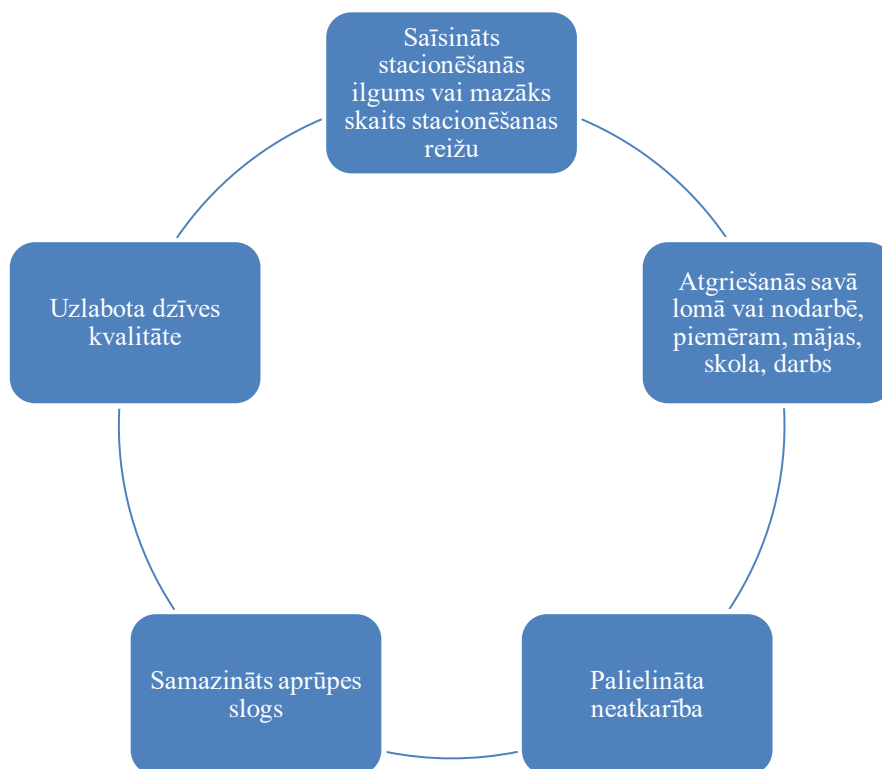 Saīsināts
stacionēšanās
ilgums vai mazāks
skaits stacionēšanas
reižu
Atgriešanās savā
lomā vai nodarbē,
piemēram, mājas,
skola, darbs
Palielināta
neatkarība
Samazināts aprūpes
slogs
Uzlabota dzīves
kvalitāte